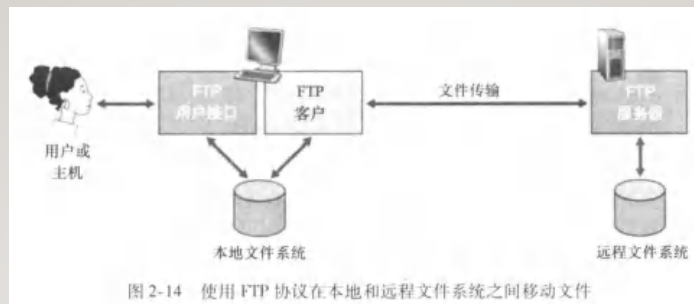 FTP
用户接口
FTP
客户
文件传输
FTP
服务器
用户或
主机
本地文件系统
远程文件系统
图 2-14 使用 FTP 协议在本地和远程文件系统之间移动文件